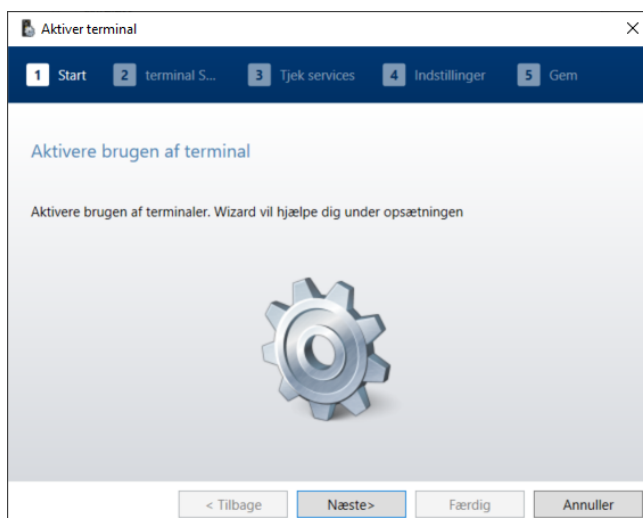 Aktiver terminal
1 Start 2 terminal S... 3 Tjek services 4 Indstillinger 5 Gem
Aktivere brugen af terminal
Aktivere brugen af terminaler. Wizard vil hjælpe dig under opsætningen
< Tilbage Næste> Færdig Annuller